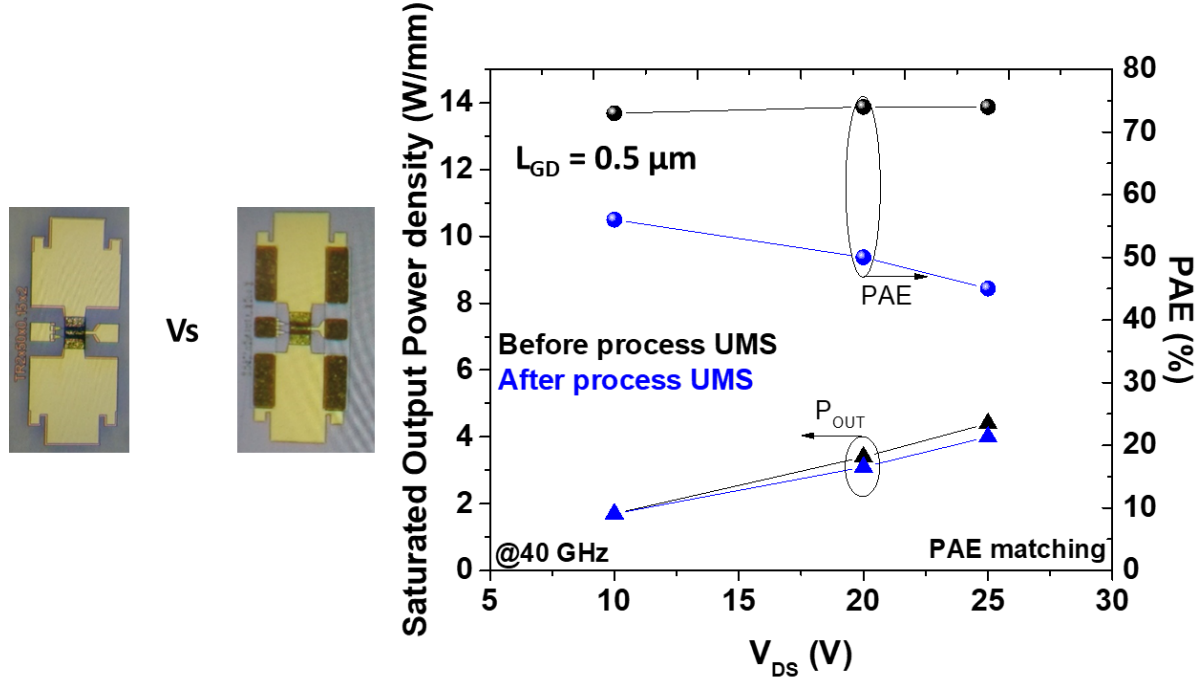 Vs
Saturated Output Power density (W/mm)
14
12
10
8
6
4
2
0
5
10
15
20
25
30
V_DS (V)
80
70
60
50
40
30
20
10
0
PAE (%)
L_GD = 0.5 µm
PAE
Before process UMS
After process UMS
P_OUT
@40 GHz
PAE matching